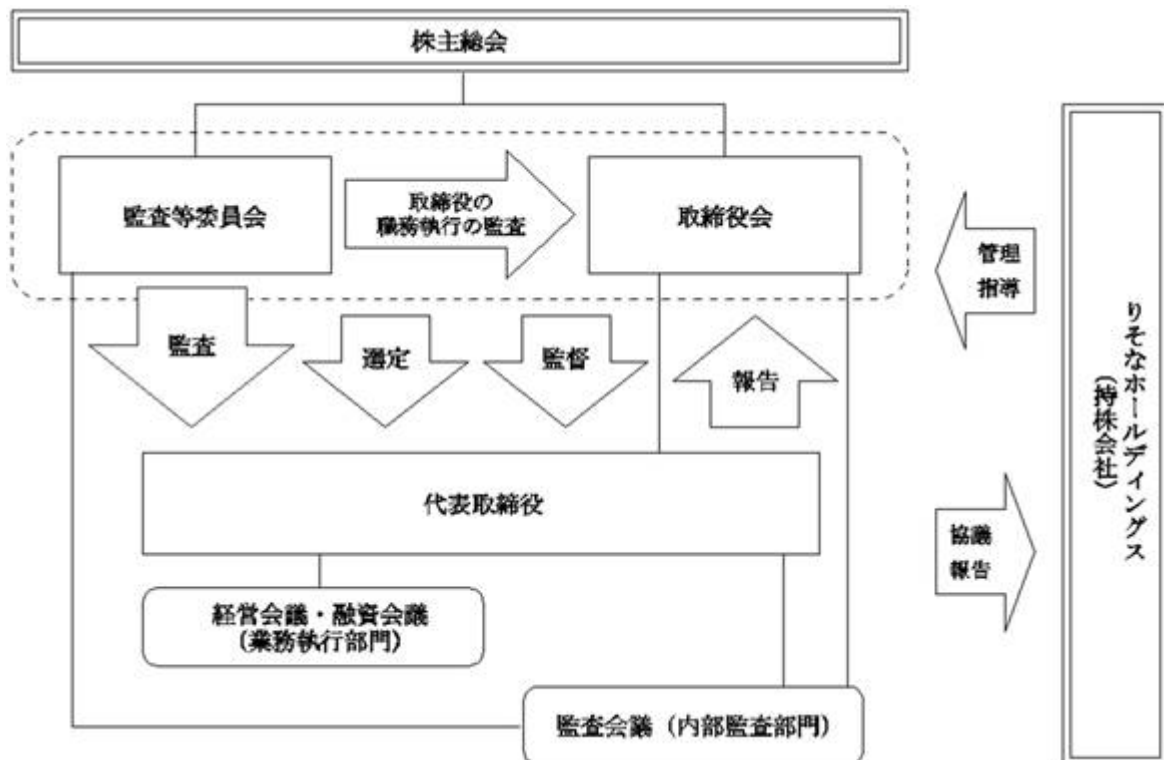 株主総会
監査等委員会
取締役の
職務執行の監査
取締役会
管理
指導
監査
選定
監督
報告
代表取締役
協議
報告
経営会議・融資会議
(業務執行部門)
監査会議(内部監査部門)
りそなホールディングス
(持株会社)